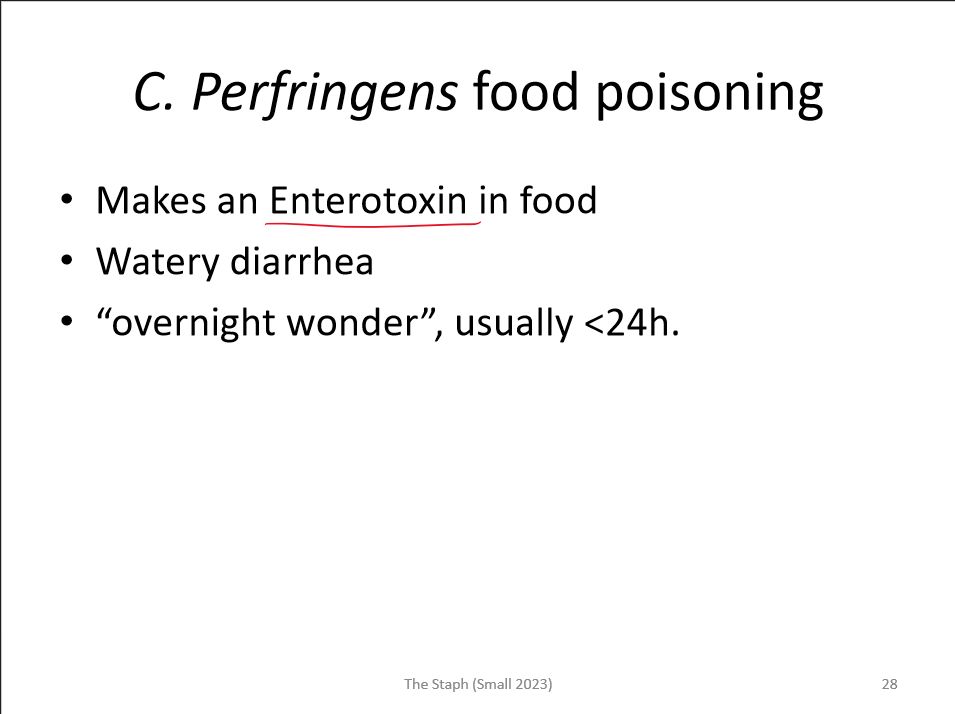 C. Perfringens food poisoning
• Makes an Enterotoxin in food
• Watery diarrhea
• “overnight wonder”, usually <24h.
The Staph (Small 2023)
28